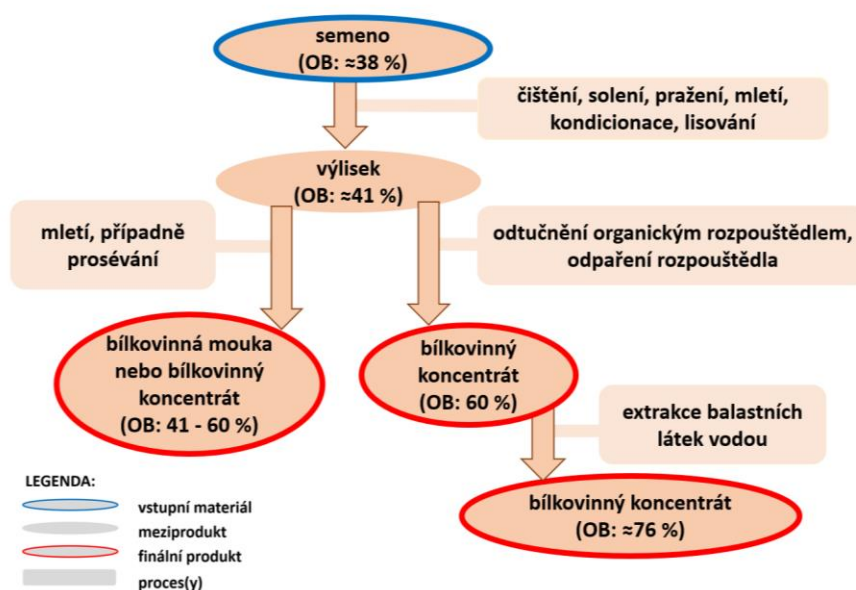 semeno
(OB: ≈38 %)
čištění, solení, pražení, mletí,
kondicionace, lisování
výlisek
(OB: ≈41 %)
mletí, případně
prosévání
odtučnění organickým rozpouštědlem,
odpaření rozpouštědla
bílkovinná mouka
nebo bílkovinný
koncentrát
(OB: 41 - 60 %)
bílkovinný
koncentrát
(OB: 60 %)
extrakce balastních
látek vodou
bílkovinný koncentrát
(OB: ≈76 %)
LEGENDA:
vstupní materiál
meziprodukt
finální produkt
proces(y)